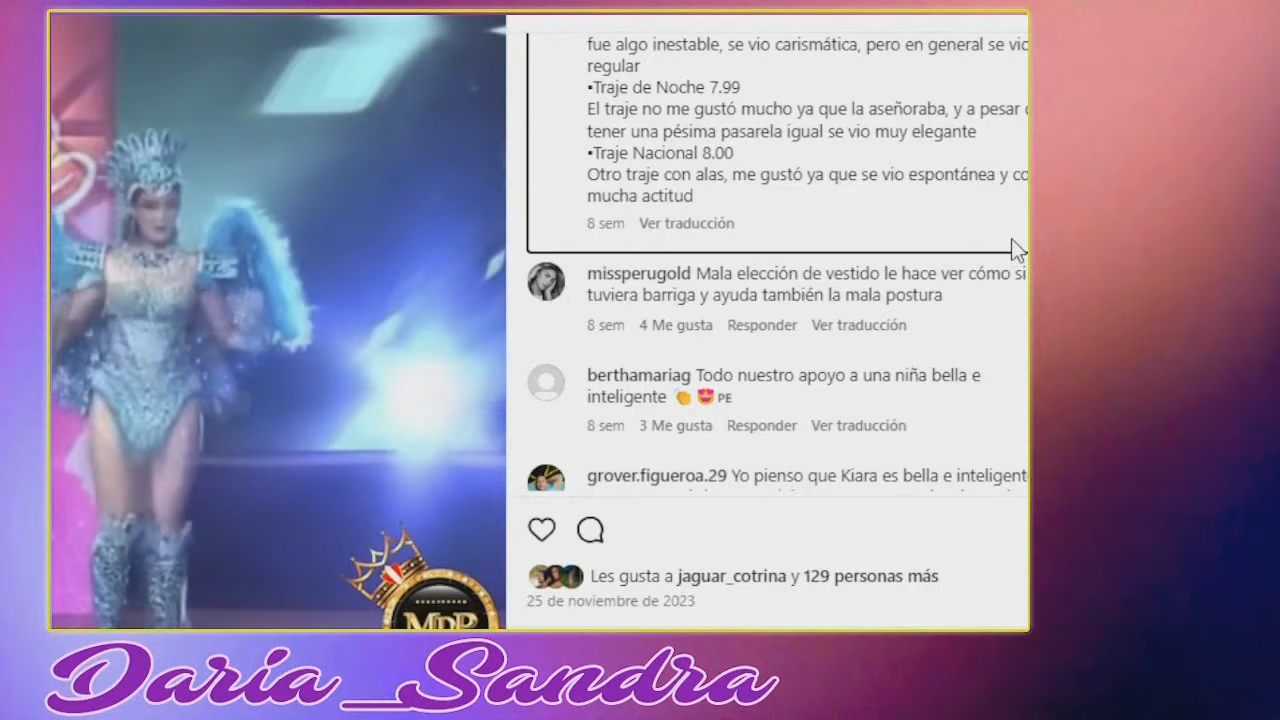 fue algo inestable, se vio carismática, pero en general se vio
regular
•Traje de Noche 7.99
El traje no me gustó mucho ya que la aseñoraba, y a pesar
tener una pésima pasarela igual se vio muy elegante
•Traje Nacional 8.00
Otro traje con alas, me gustó ya que se vio espontánea y
mucha actitud
8 sem Ver traducción
missperugold Mala elección de vestido le hace ver cómo si
tuviera barriga y ayuda también la mala postura
8 sem 4 Me gusta Responder Ver traducción
berthamariag Todo nuestro apoyo a una niña bella e
inteligente 👏 😍 PE
8 sem 3 Me gusta Responder Ver traducción
grover.figueroa.29 Yo pienso que Kiara es bella e inteligent
Les gusta a jaguar_cotrina y 129 personas más
25 de noviembre de 2023
MPP
Daria_Sandra